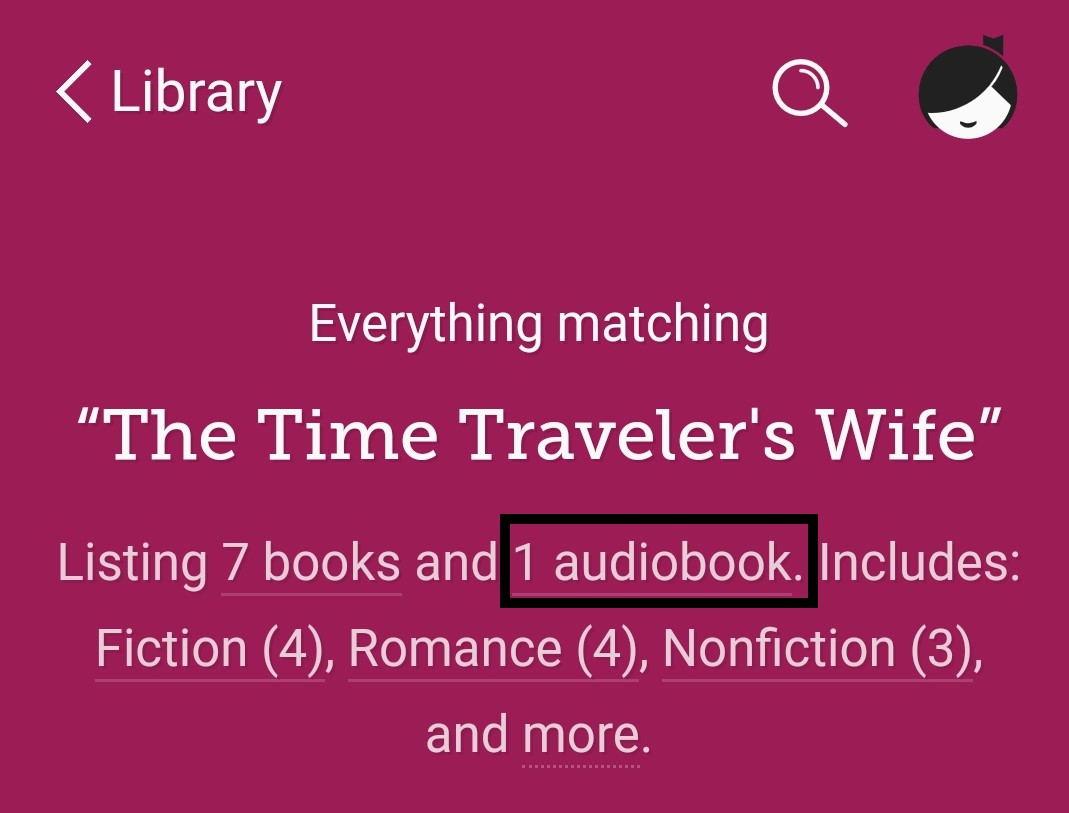 Library
Everything matching
“The Time Traveler's Wife”
Listing 7 books and 1 audiobook. Includes:
Fiction (4), Romance (4), Nonfiction (3),
and more.